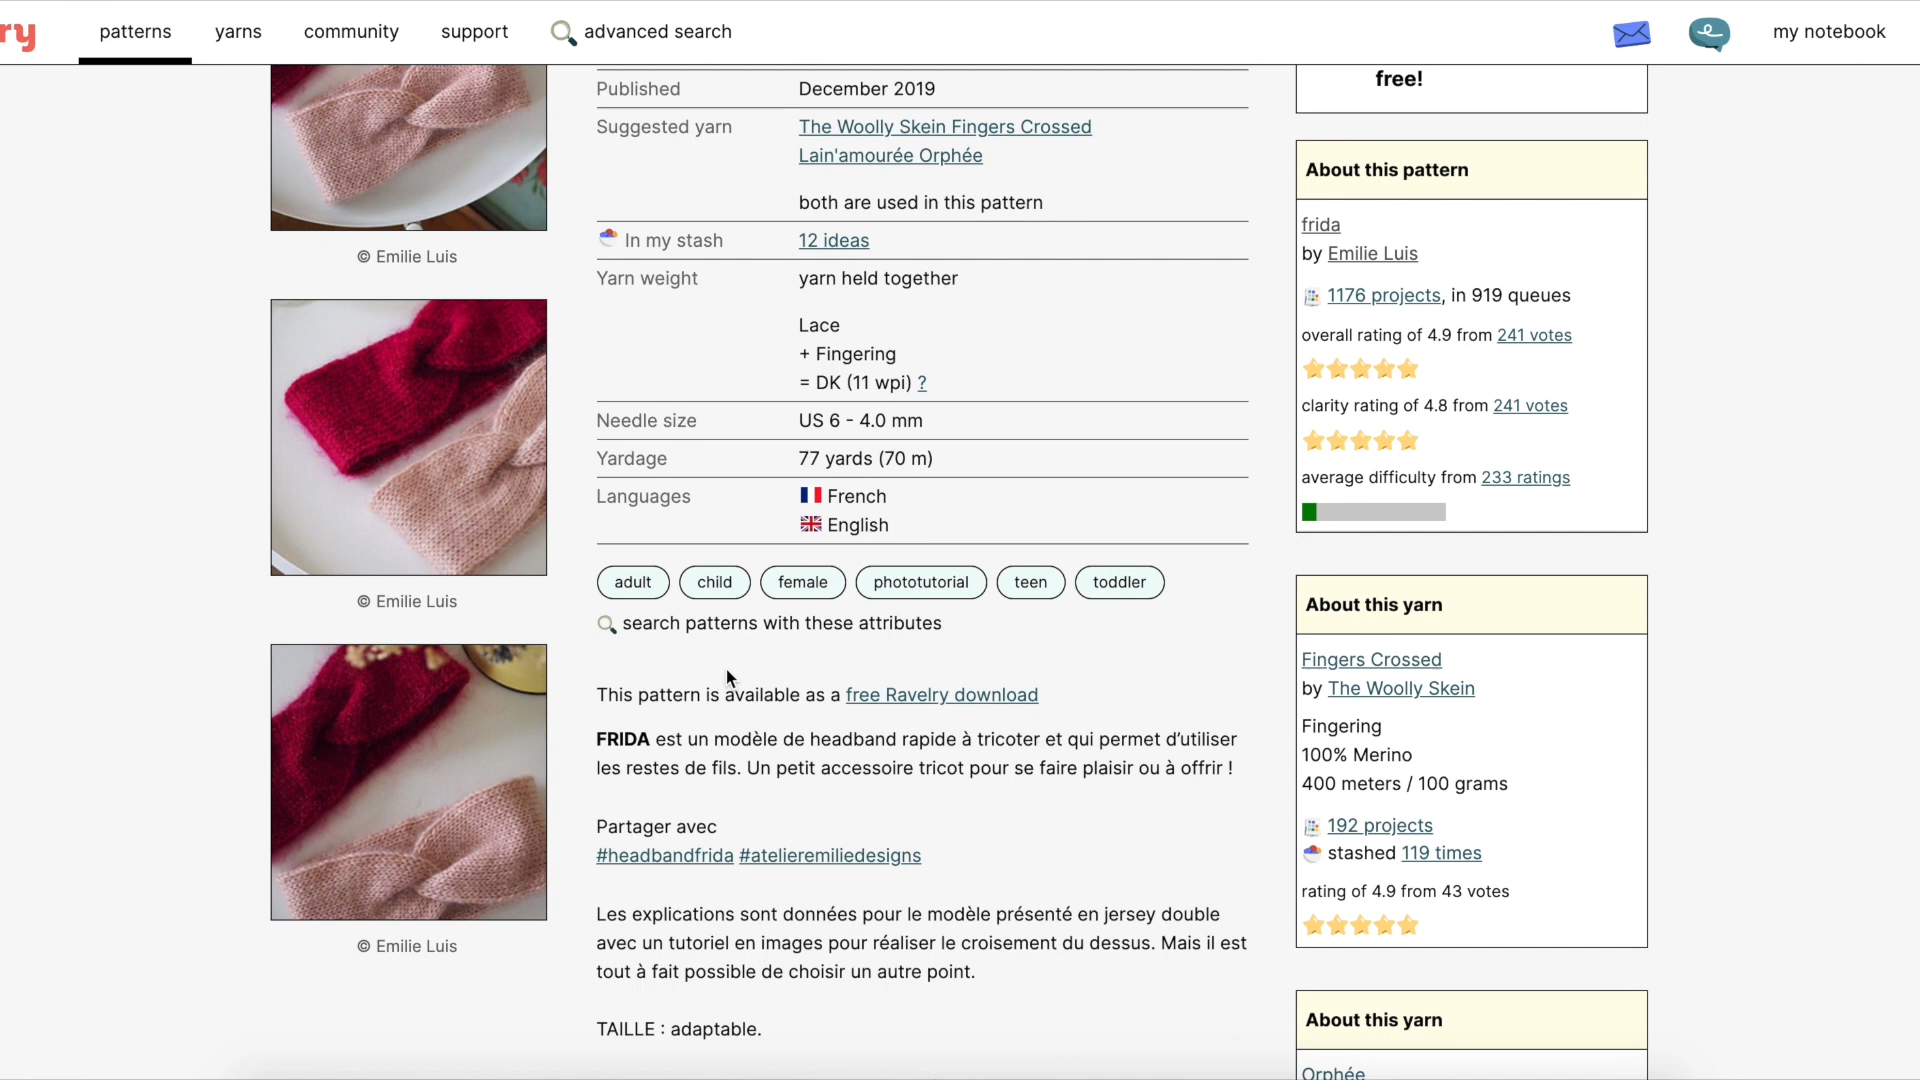 ry
patterns
yarns
community
support
advanced search
my notebook
© Emilie Luis
© Emilie Luis
© Emilie Luis
Published December 2019
Suggested yarn The Woolly Skein Fingers Crossed
Lain'amourée Orphée
both are used in this pattern
In my stash 12 ideas
Yarn weight yarn held together
Lace
+ Fingering
= DK (11 wpi) ?
Needle size US 6 - 4.0 mm
Yardage 77 yards (70 m)
Languages French
English
adult child female phototutorial teen toddler
search patterns with these attributes
This pattern is available as a free Ravelry download
FRIDA est un modèle de headband rapide à tricoter et qui permet d’utiliser
les restes de fils. Un petit accessoire tricot pour se faire plaisir ou à offrir !
Partager avec
#headbandfrida #atelieremiliedesigns
Les explications sont données pour le modèle présenté en jersey double
avec un tutoriel en images pour réaliser le croisement du dessus. Mais il est
tout à fait possible de choisir un autre point.
TAILLE : adaptable.
free!
About this pattern
frida
by Emilie Luis
1176 projects, in 919 queues
overall rating of 4.9 from 241 votes
clarity rating of 4.8 from 241 votes
average difficulty from 233 ratings
About this yarn
Fingers Crossed
by The Woolly Skein
Fingering
100% Merino
400 meters / 100 grams
192 projects
stashed 119 times
rating of 4.9 from 43 votes
About this yarn
Orphée